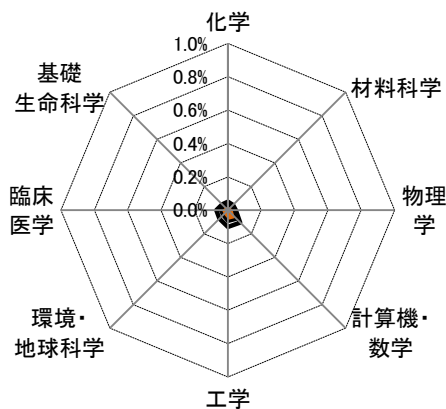 化学
1.0%
0.8%
0.6%
0.4%
0.2%
0.0%
材料科学
物理
学
計算機・
数学
工学
環境・
地球科学
臨床
医学
基礎
生命科学